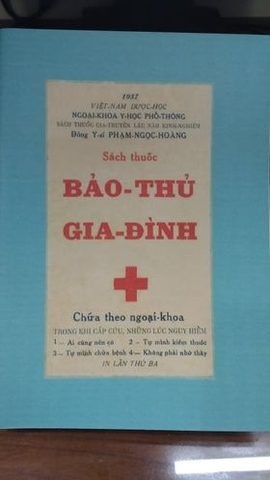 1957
VIỆT-NAM DƯỢC-HỌC
NGOẠI-KHOA Y-HỌC PHỔ-THÔNG
SÁCH THUỐC GIA-TRUYỀN LÂU NĂM KINH-NGHIỆM
Đông Y-sĩ PHẠM-NGỌC-HOÀNG
Sách thuốc
BẢO-THỦ
GIA-ĐÌNH
Chữa theo ngoại-khoa
TRONG KHI CẤP CỨU, NHỮNG LÚC NGUY HIỂM
1 — Ai cũng nên có 2 — Tự mình kiếm thuốc
3 — Tự mình chữa bệnh 4 — Không phải nhờ thầy
IN LẦN THỨ BA